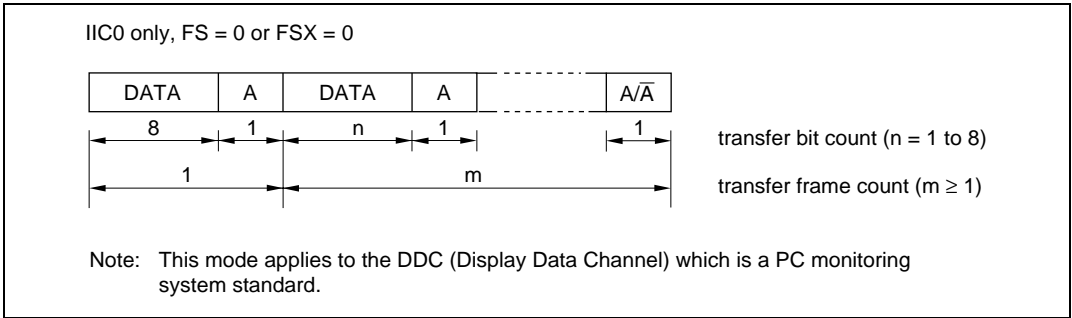 IIC0 only, FS = 0 or FSX = 0
DATA A DATA A A/A̅
8 1 n 1 1 transfer bit count (n = 1 to 8)
1 m transfer frame count (m ≥ 1)
Note: This mode applies to the DDC (Display Data Channel) which is a PC monitoring
system standard.